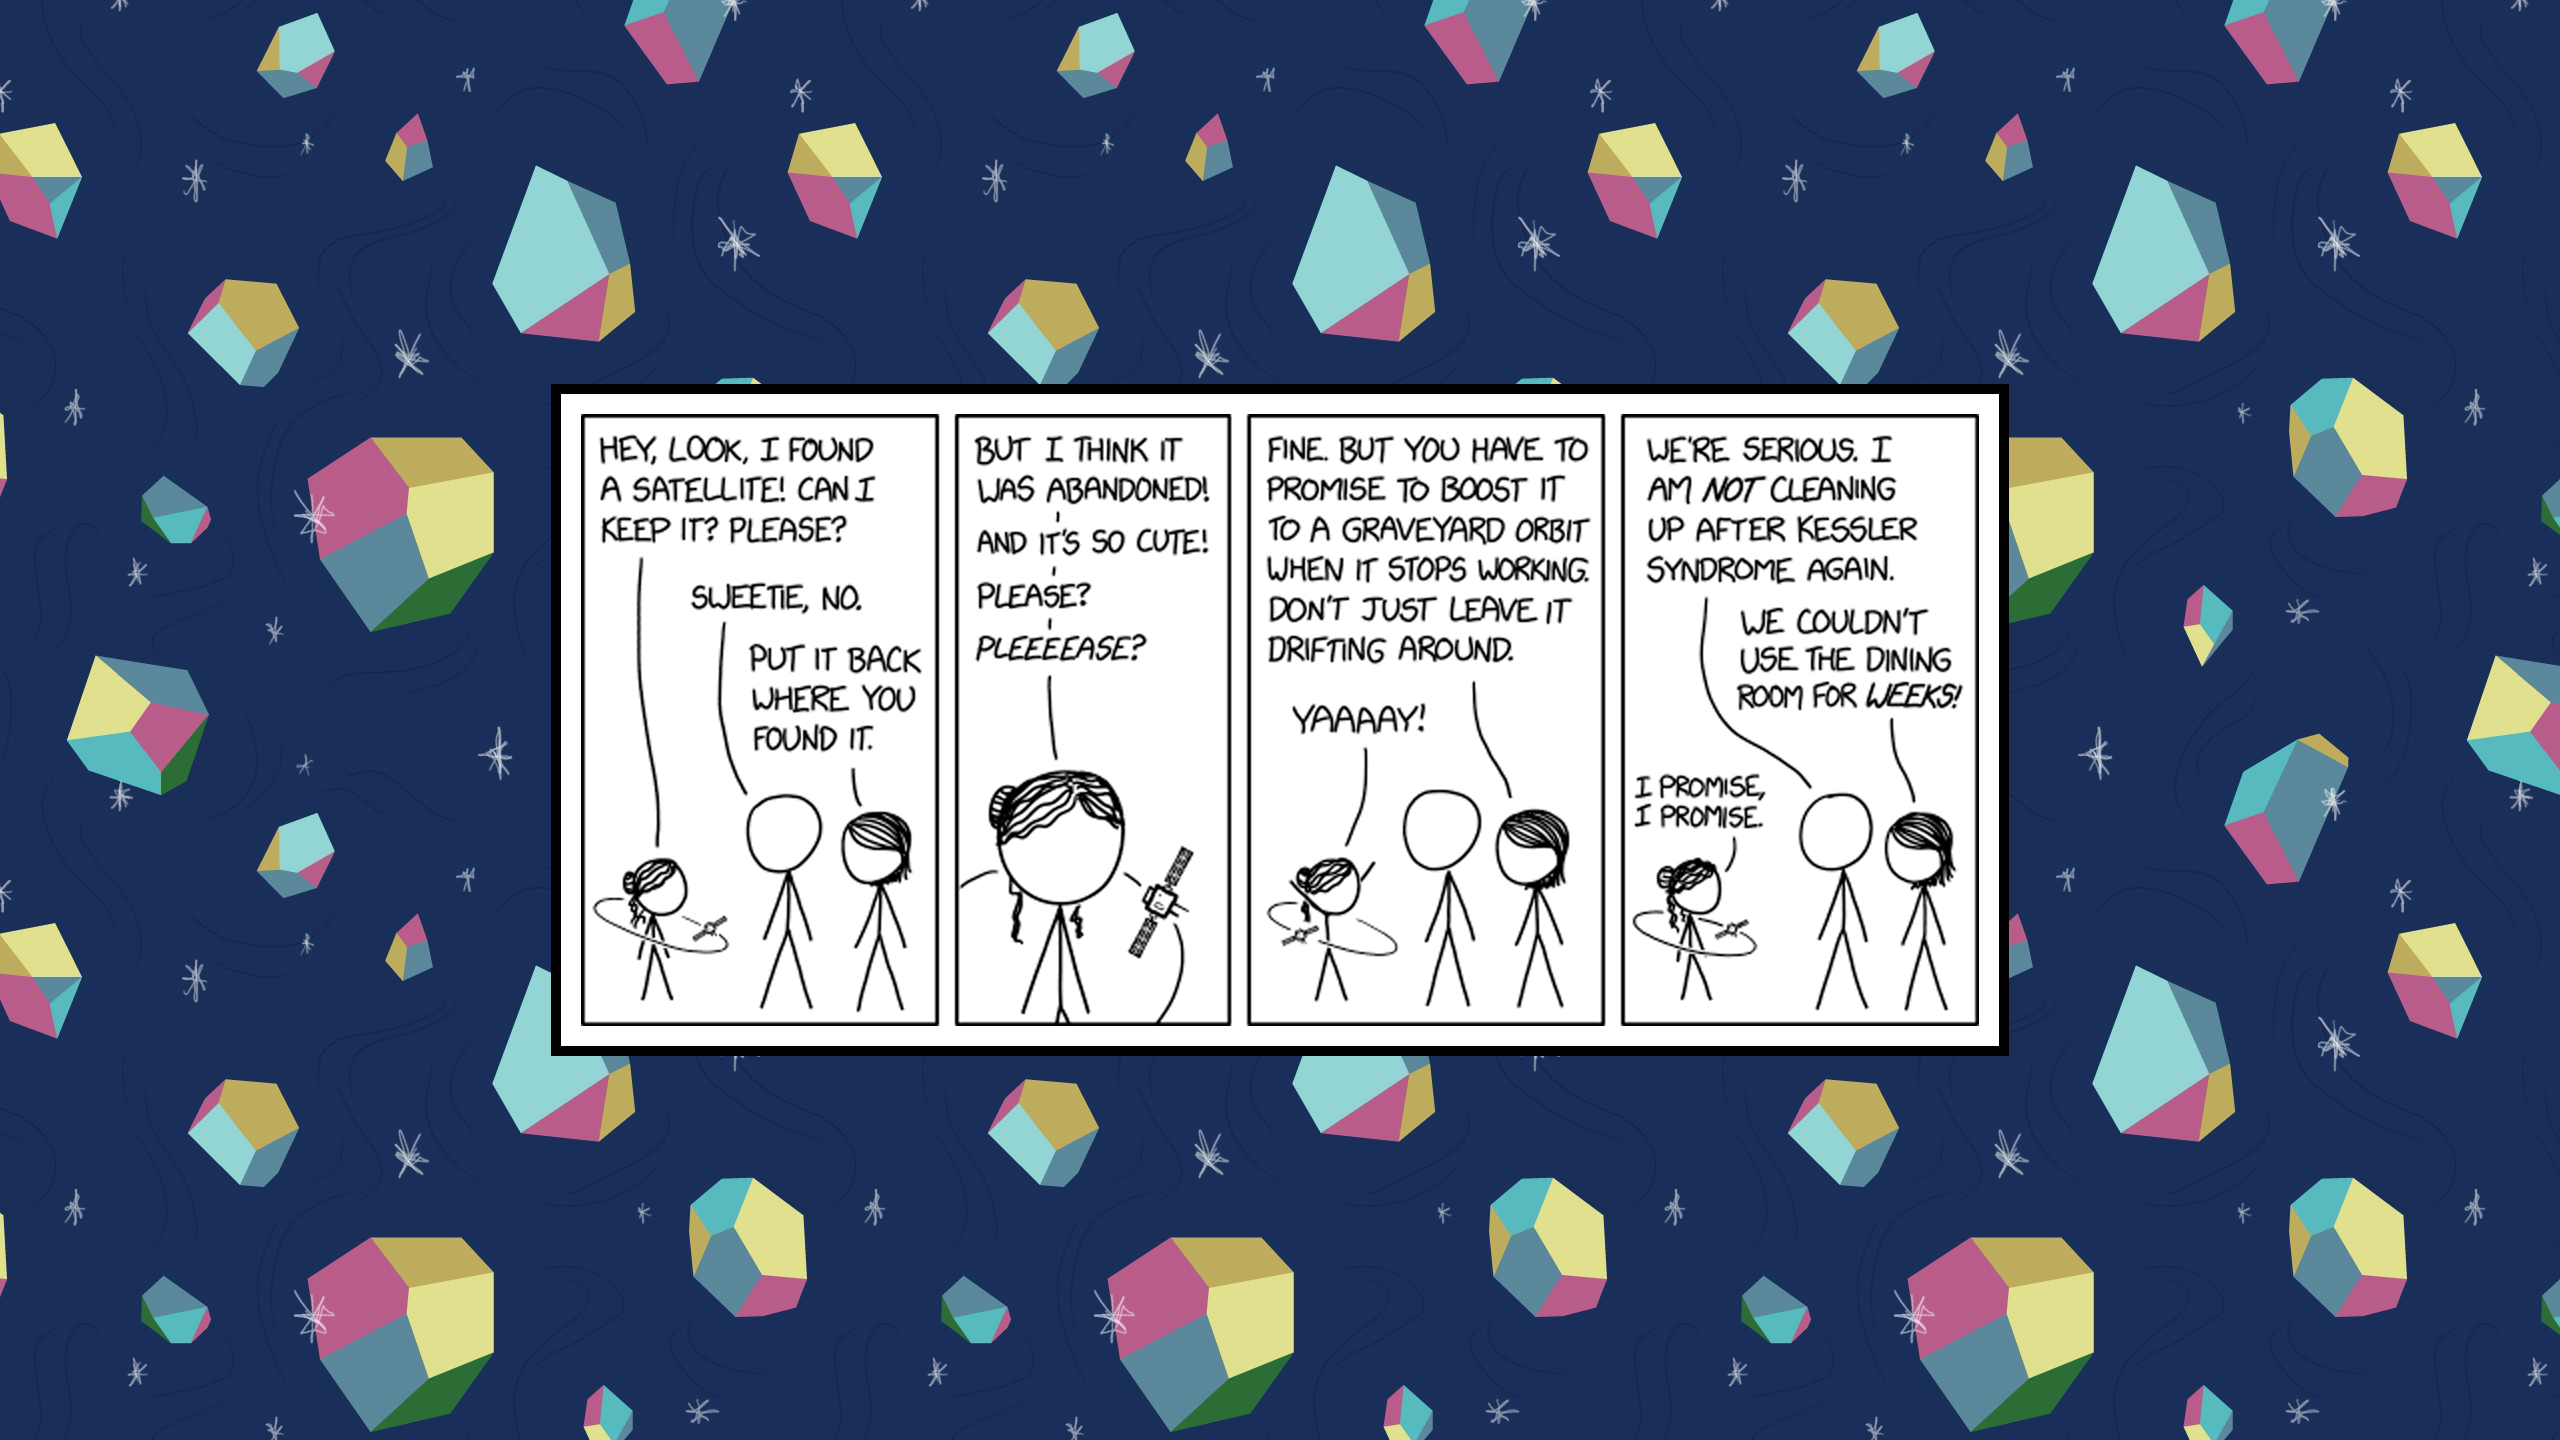 HEY, LOOK, I FOUND
A SATELLITE! CAN I
KEEP IT? PLEASE?
SWEETIE, NO.
PUT IT BACK
WHERE YOU
FOUND IT.
BUT I THINK IT
WAS ABANDONED!
AND IT'S SO CUTE!
PLEASE?
PLEEEEASE?
FINE. BUT YOU HAVE TO
PROMISE TO BOOST IT
TO A GRAVEYARD ORBIT
WHEN IT STOPS WORKING.
DON'T JUST LEAVE IT
DRIFTING AROUND.
YAAAAY!
WE'RE SERIOUS. I
AM NOT CLEANING
UP AFTER KESSLER
SYNDROME AGAIN.
WE COULDN'T
USE THE DINING
ROOM FOR WEEKS!
I PROMISE,
I PROMISE.